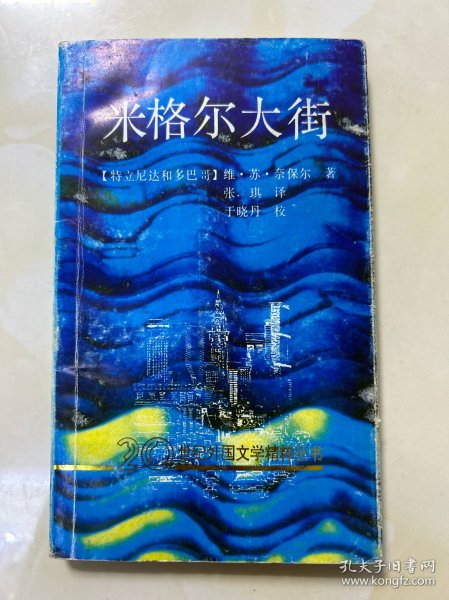 米格尔大街
【特立尼达和多巴哥】维·苏·奈保尔 著
张·琪 译
于晓丹 校
20世纪外国文学精粹丛书
孔夫子旧书网
www.kongfz.com